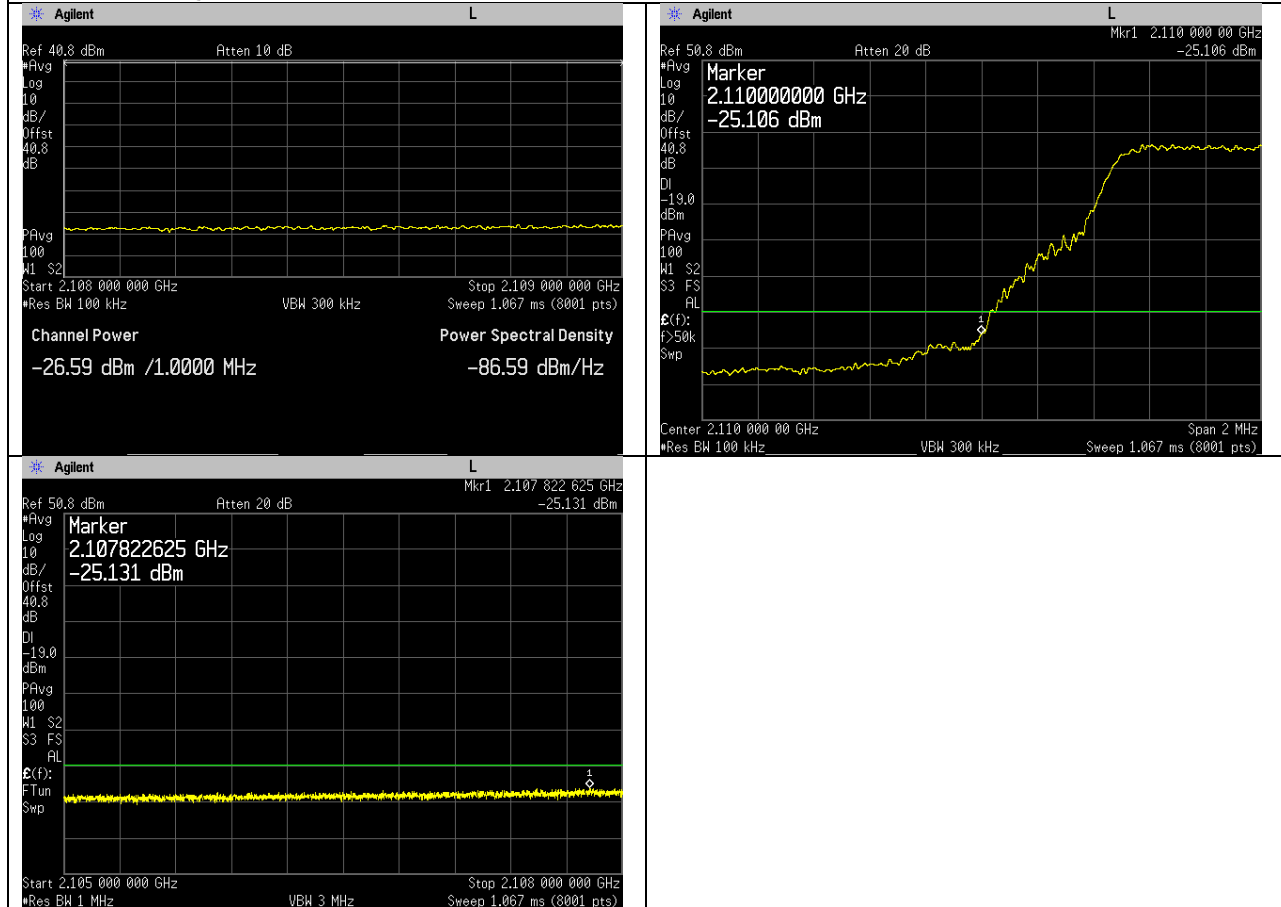 Agilent L
Ref 40.8 dBm Atten 10 dB
#Avg
Log
10
dB/
Offst
40.8
dB
PAvg
100
W1 S2
Start 2.108 000 000 GHz Stop 2.109 000 000 GHz
#Res BW 100 kHz VBW 300 kHz Sweep 1.067 ms (8001 pts)
Channel Power Power Spectral Density
-26.59 dBm /1.0000 MHz -86.59 dBm/Hz
Agilent L
Mkr1 2.110 000 00 GHz
Ref 50.8 dBm Atten 20 dB -25.106 dBm
#Avg
Log
10
dB/
Offst
40.8
dB
DI
-19.0
dBm
PAvg
100
W1 S2
S3 FS
AL
£(f):
f>50k
Swp
Marker
2.110000000 GHz
-25.106 dBm
1
Center 2.110 000 00 GHz Span 2 MHz
#Res BW 100 kHz VBW 300 kHz Sweep 1.067 ms (8001 pts)
Agilent L
Mkr1 2.107 822 625 GHz
Ref 50.8 dBm Atten 20 dB -25.131 dBm
#Avg
Log
10
dB/
Offst
40.8
dB
DI
-19.0
dBm
PAvg
100
W1 S2
S3 FS
AL
£(f):
FTun
Swp
Marker
2.107822625 GHz
-25.131 dBm
1
Start 2.105 000 000 GHz Stop 2.108 000 000 GHz
#Res BW 1 MHz VBW 3 MHz Sweep 1.067 ms (8001 pts)